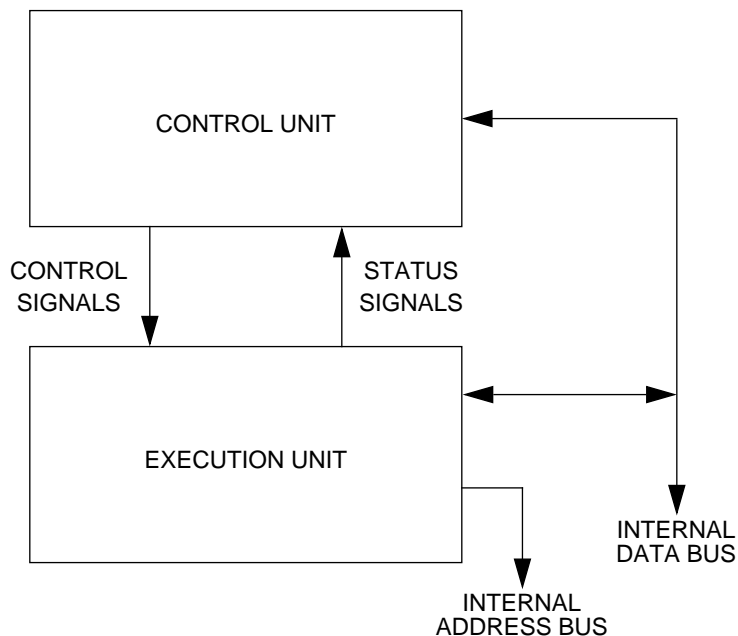 CONTROL UNIT
CONTROL
SIGNALS
STATUS
SIGNALS
EXECUTION UNIT
INTERNAL
DATA BUS
INTERNAL
ADDRESS BUS